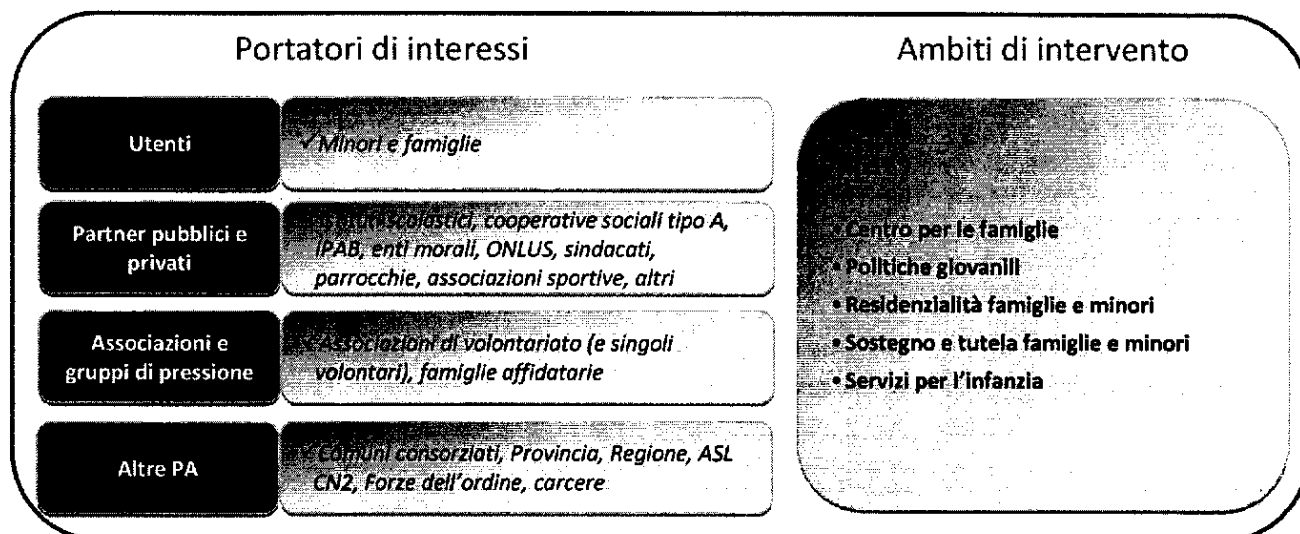 Portatori di interessi
Utenti
✓Minori e famiglie
Partner pubblici e
privati
scolastici, cooperative sociali tipo A,
IPAB, enti morali, ONLUS, sindacati,
parrocchie, associazioni sportive, altri
Associazioni e
gruppi di pressione
Associazioni di volontariato (e singoli
volontari), famiglie affidatarie
Altre PA
✓Comuni consorziati, Provincia, Regione, ASL
CN2, Forze dell'ordine, carcere
Ambiti di intervento
• Centro per le famiglie
• Politiche giovanili
• Residenzialità famiglie e minori
• Sostegno e tutela famiglie e minori
• Servizi per l'infanzia